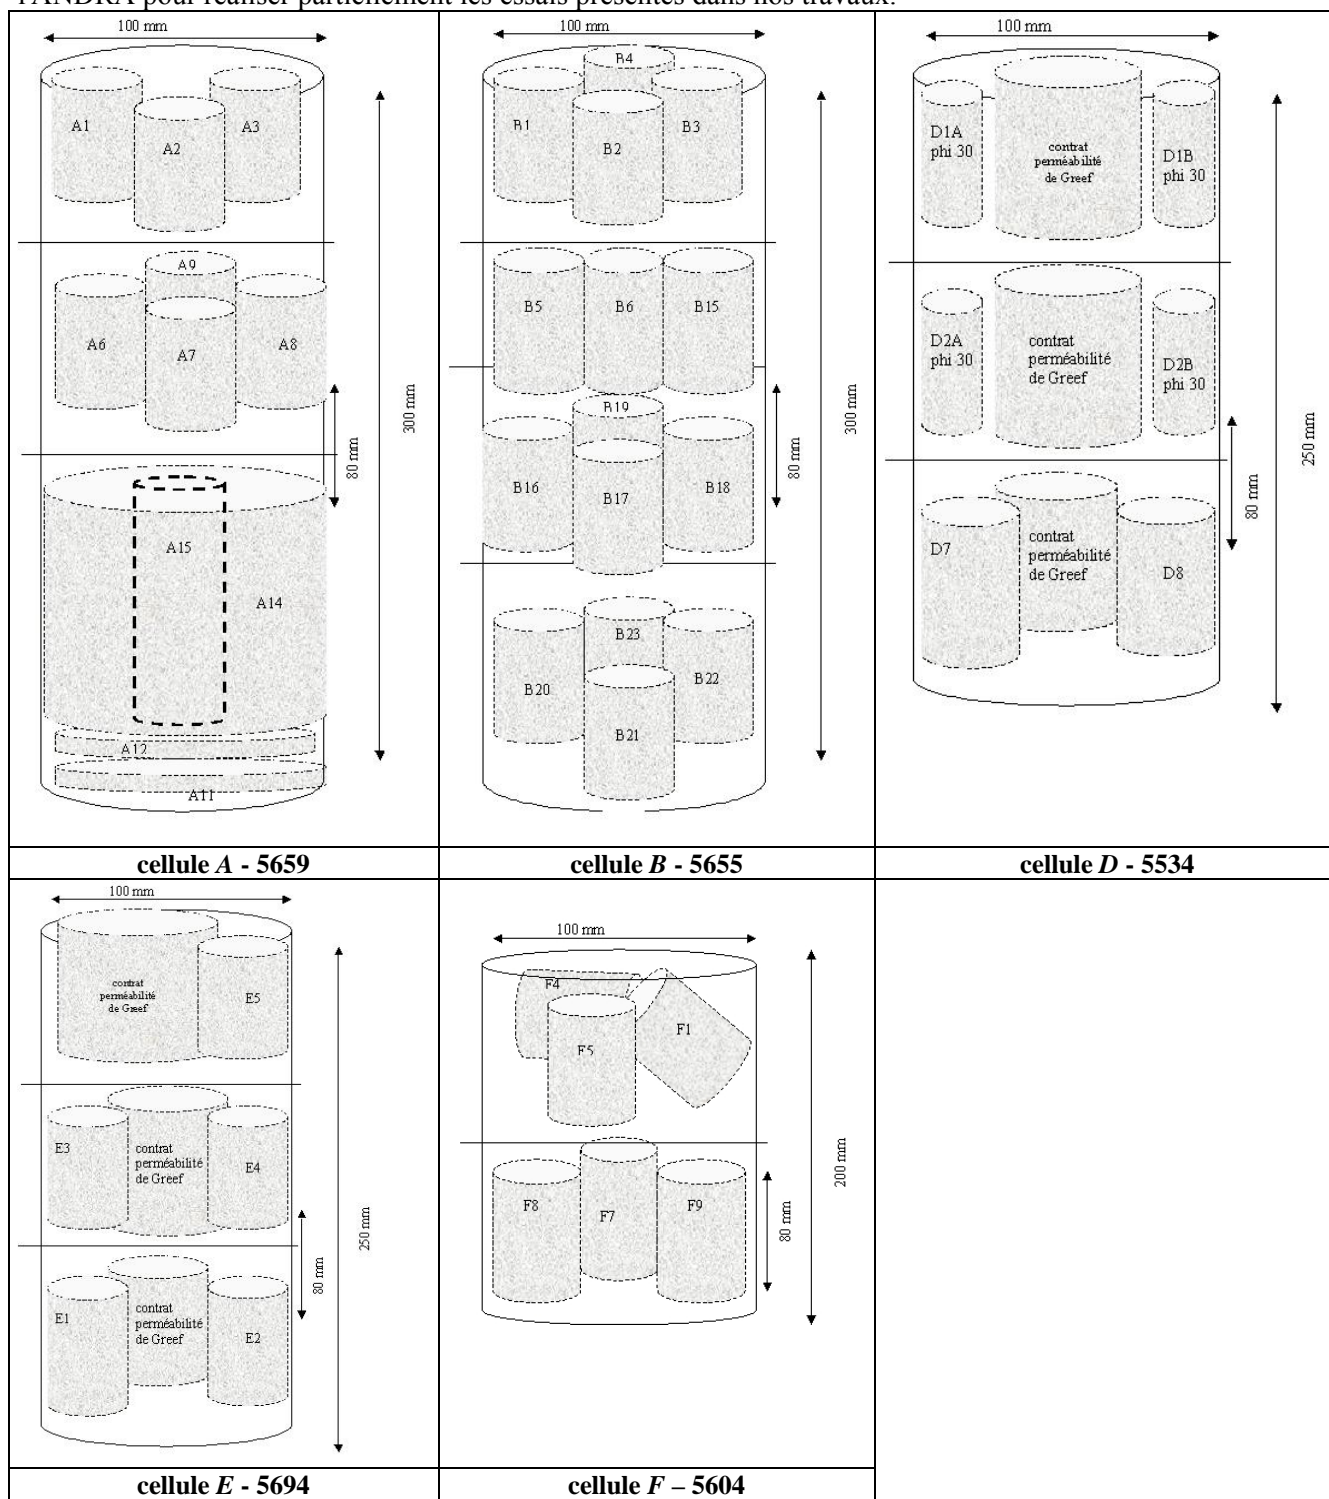 l'ANDRA pour réaliser partiellement les essais présentés dans nos travaux.
100 mm
A1
A2
A3
A9
A6
A7
A8
300 mm
80 mm
A15
A14
A12
A11
cellule A - 5659
100 mm
B4
B1
B2
B3
B5
B6
B15
B19
B16
B17
B18
300 mm
80 mm
B23
B20
B22
B21
cellule B - 5655
100 mm
D1A
phi 30
contrat
perméabilité
de Greef
D1B
phi 30
D2A
phi 30
contrat
perméabilité
de Greef
D2B
phi 30
250 mm
80 mm
D7
contrat
perméabilité
de Greef
D8
cellule D - 5534
100 mm
contrat
perméabilité
de Greef
E5
E3
contrat
perméabilité
de Greef
E4
250 mm
80 mm
E1
contrat
perméabilité
de Greef
E2
cellule E - 5694
100 mm
F4
F5
F1
200 mm
80 mm
F8
F7
F9
cellule F – 5604